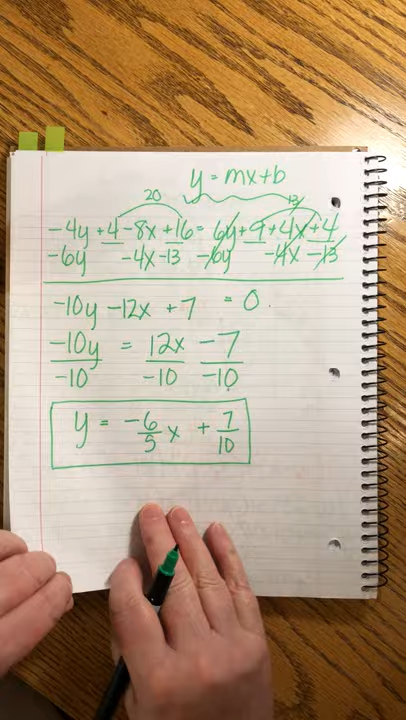 y = mx+b
20 13
-4y +4 -8x +16 = 6y +9 +4x +4
-6y -4x -13 -6y -4x -13
-10y -12x +7 = 0
-10y = 12x -7
-10 -10 -10
y = -6/5 x + 7/10